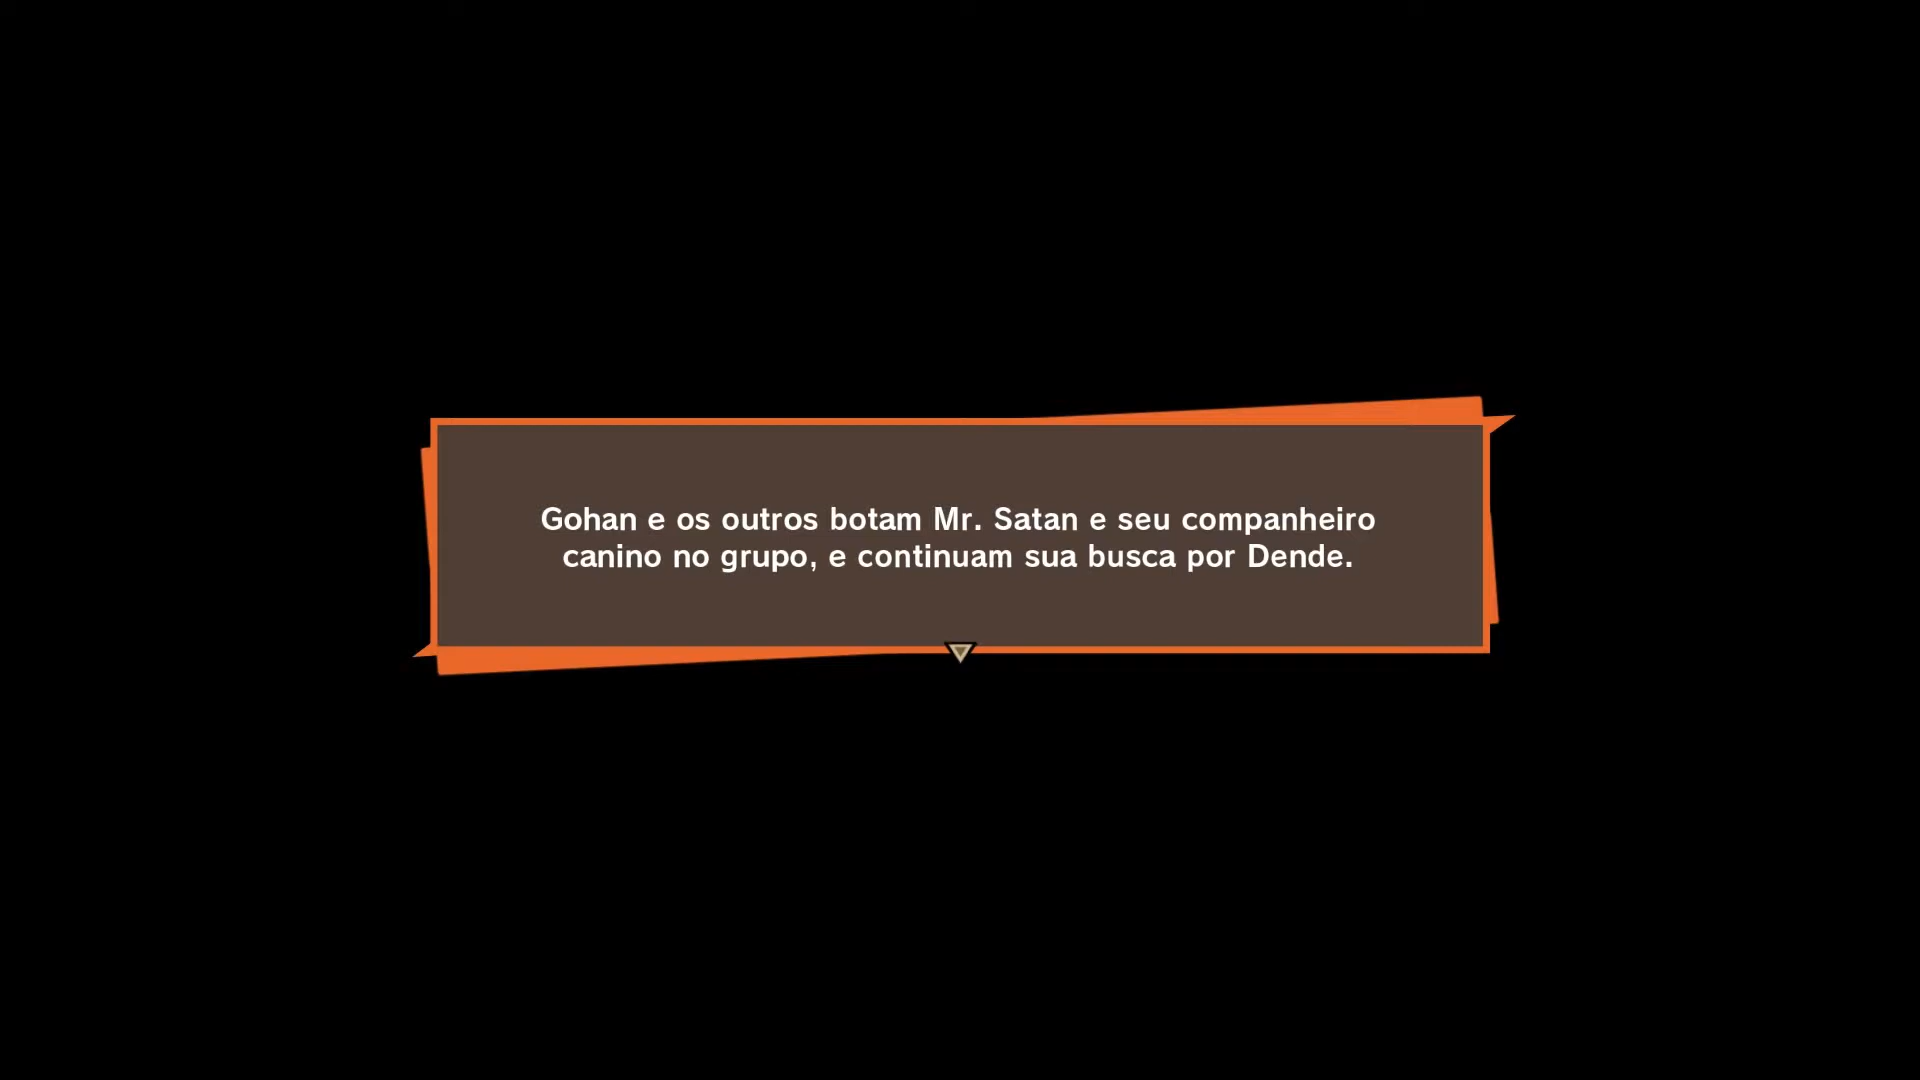 Gohan e os outros botam Mr. Satan e seu companheiro
canino no grupo, e continuam sua busca por Dende.